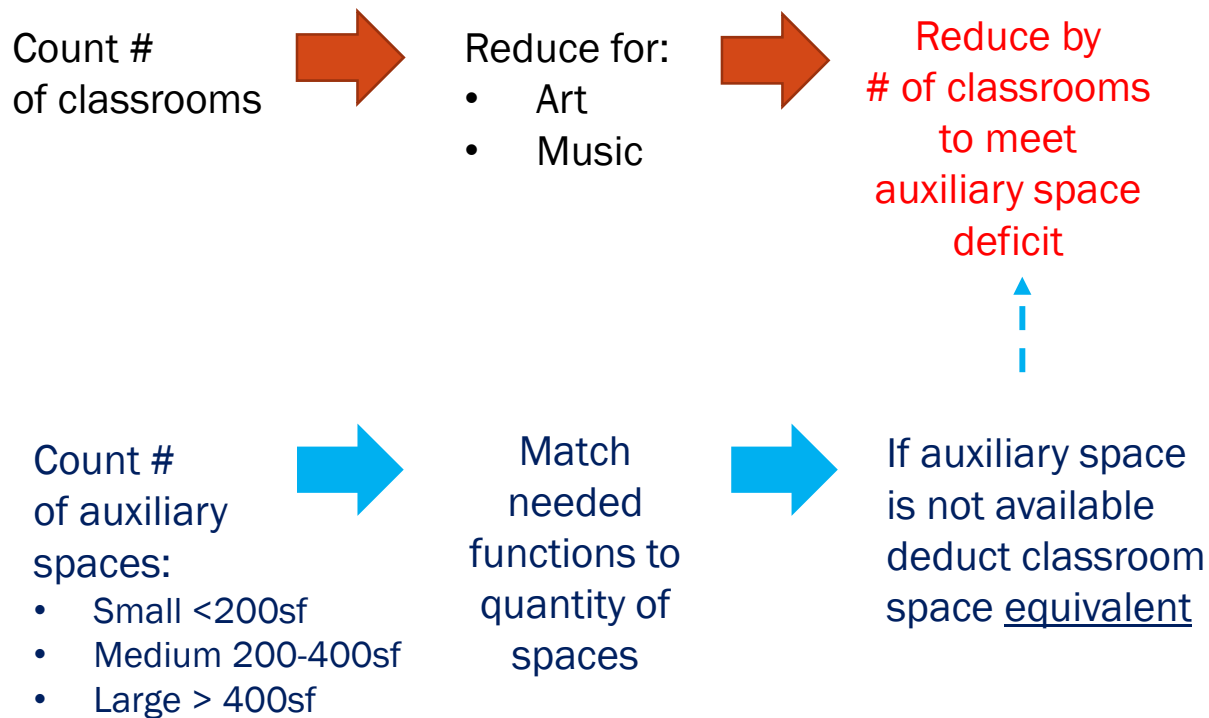 Count #
of classrooms
Reduce for:
• Art
• Music
Reduce by
# of classrooms
to meet
auxiliary space
deficit
Count #
of auxiliary
spaces:
• Small <200sf
• Medium 200-400sf
• Large > 400sf
Match
needed
functions to
quantity of
spaces
If auxiliary space
is not available
deduct classroom
space equivalent